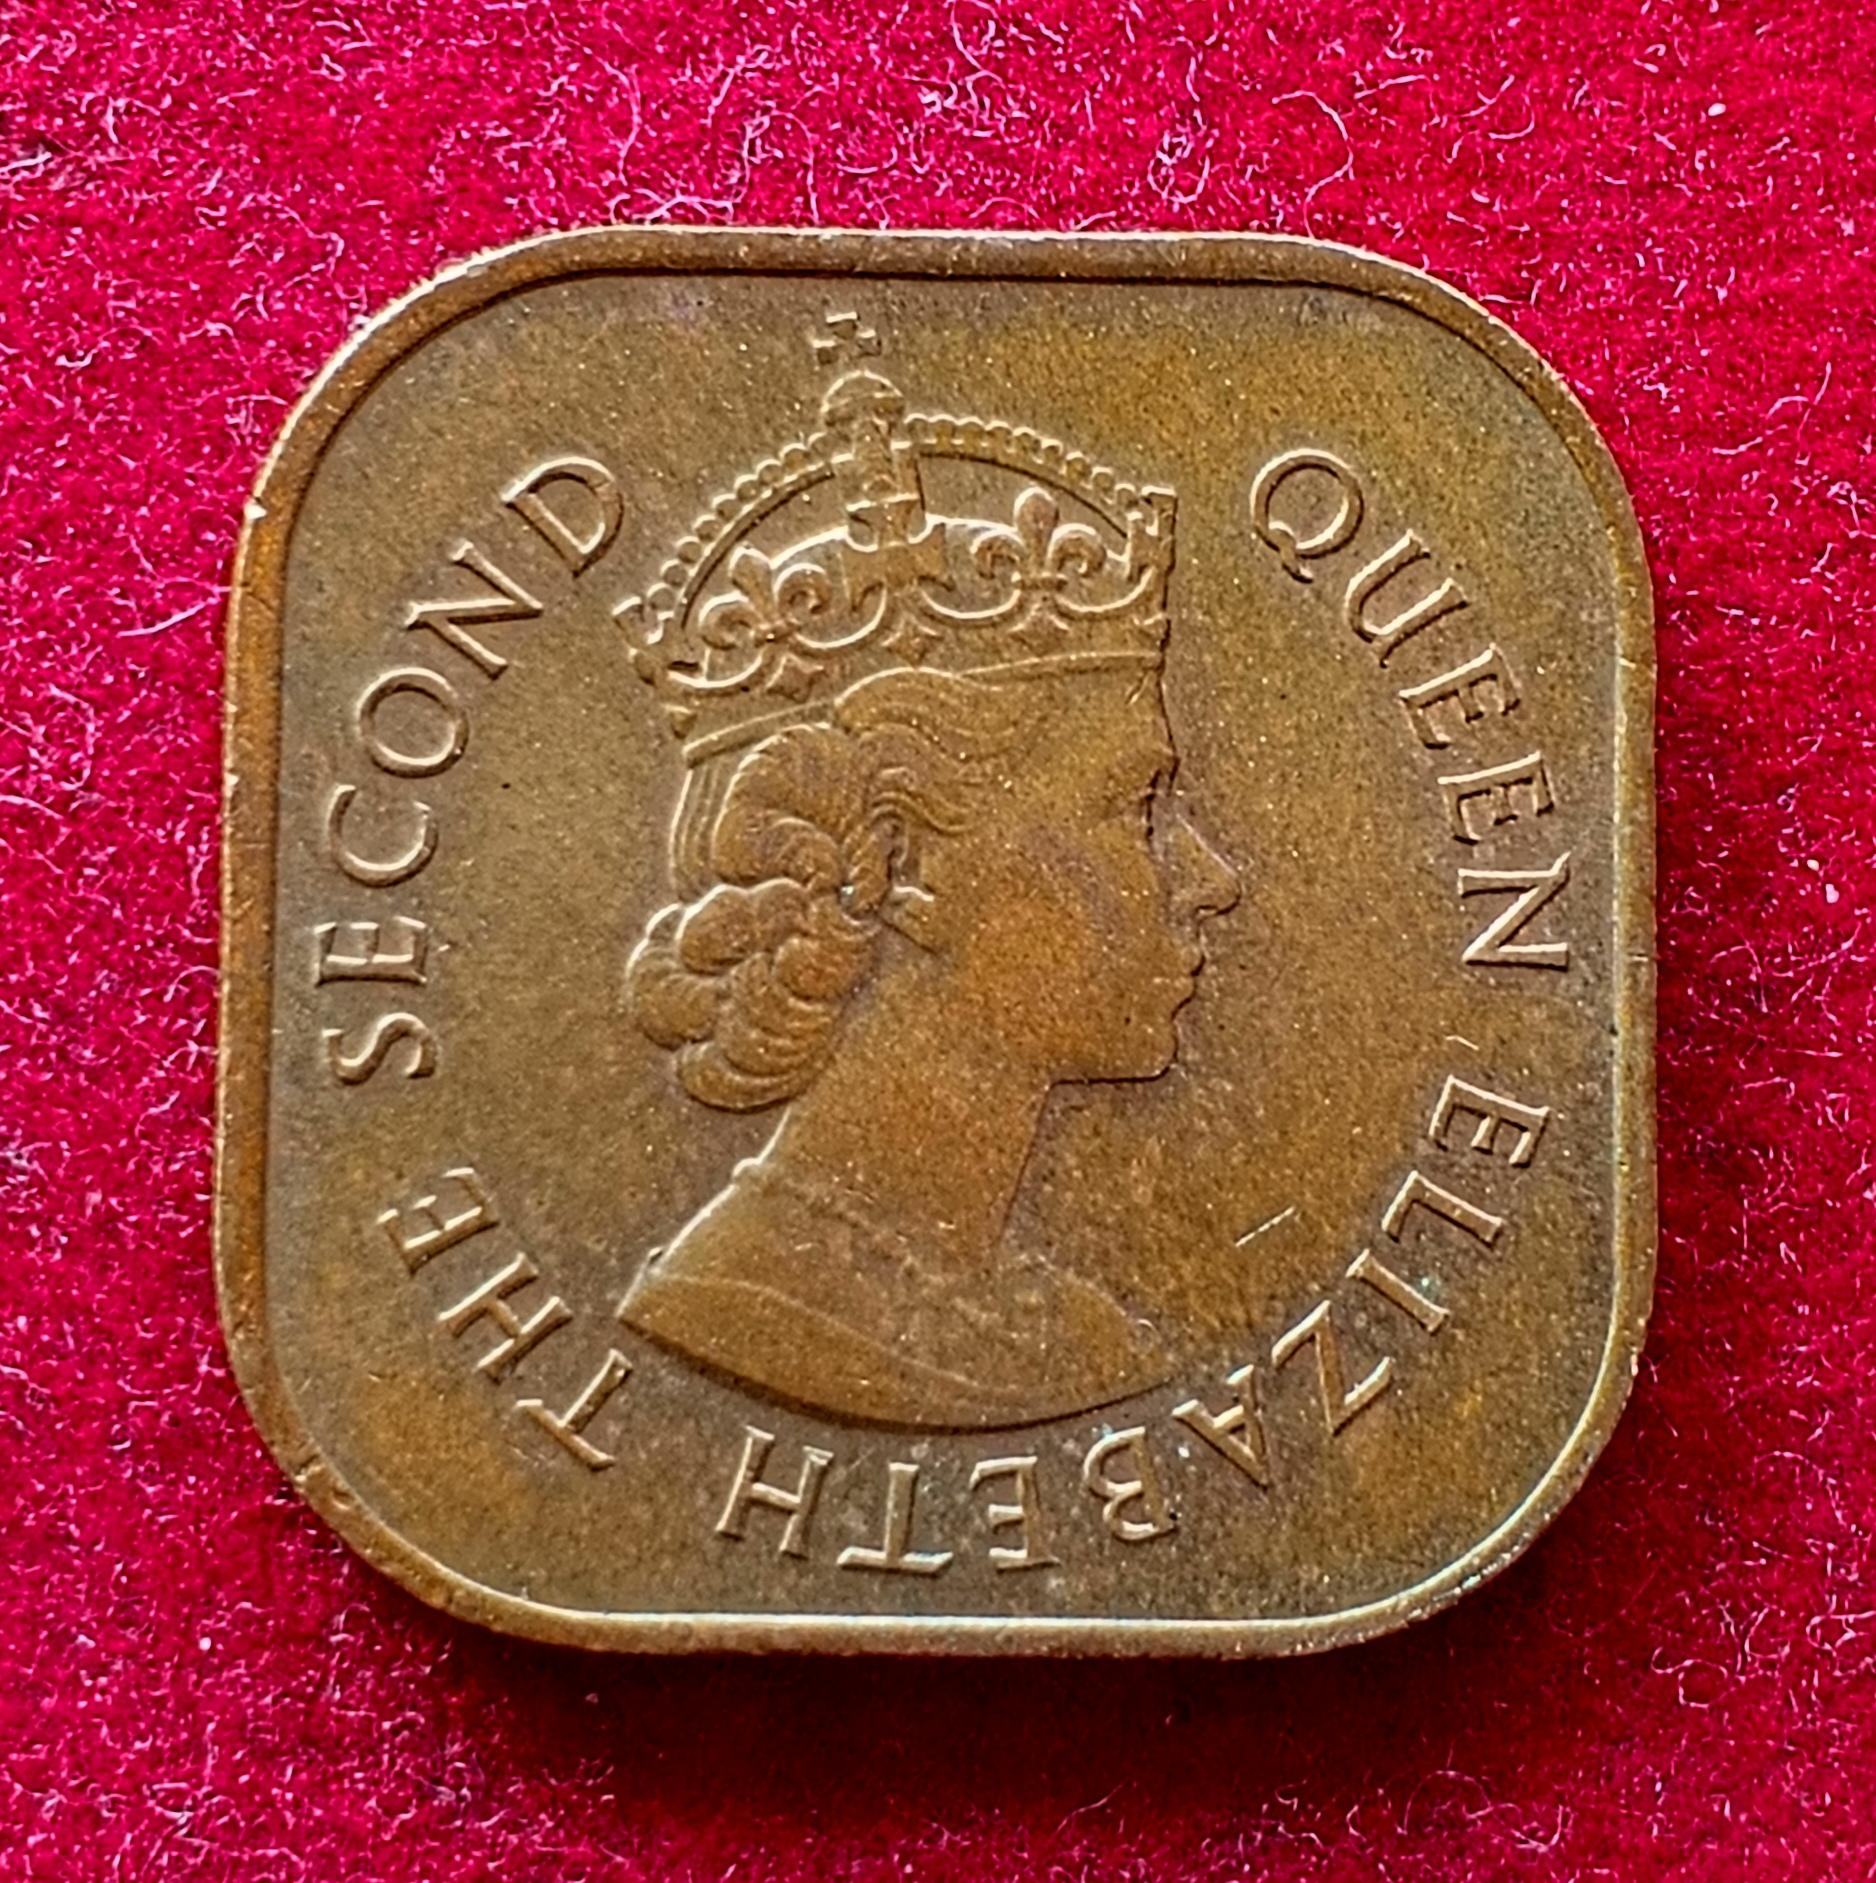 QUEEN ELIZABETH THE SECOND